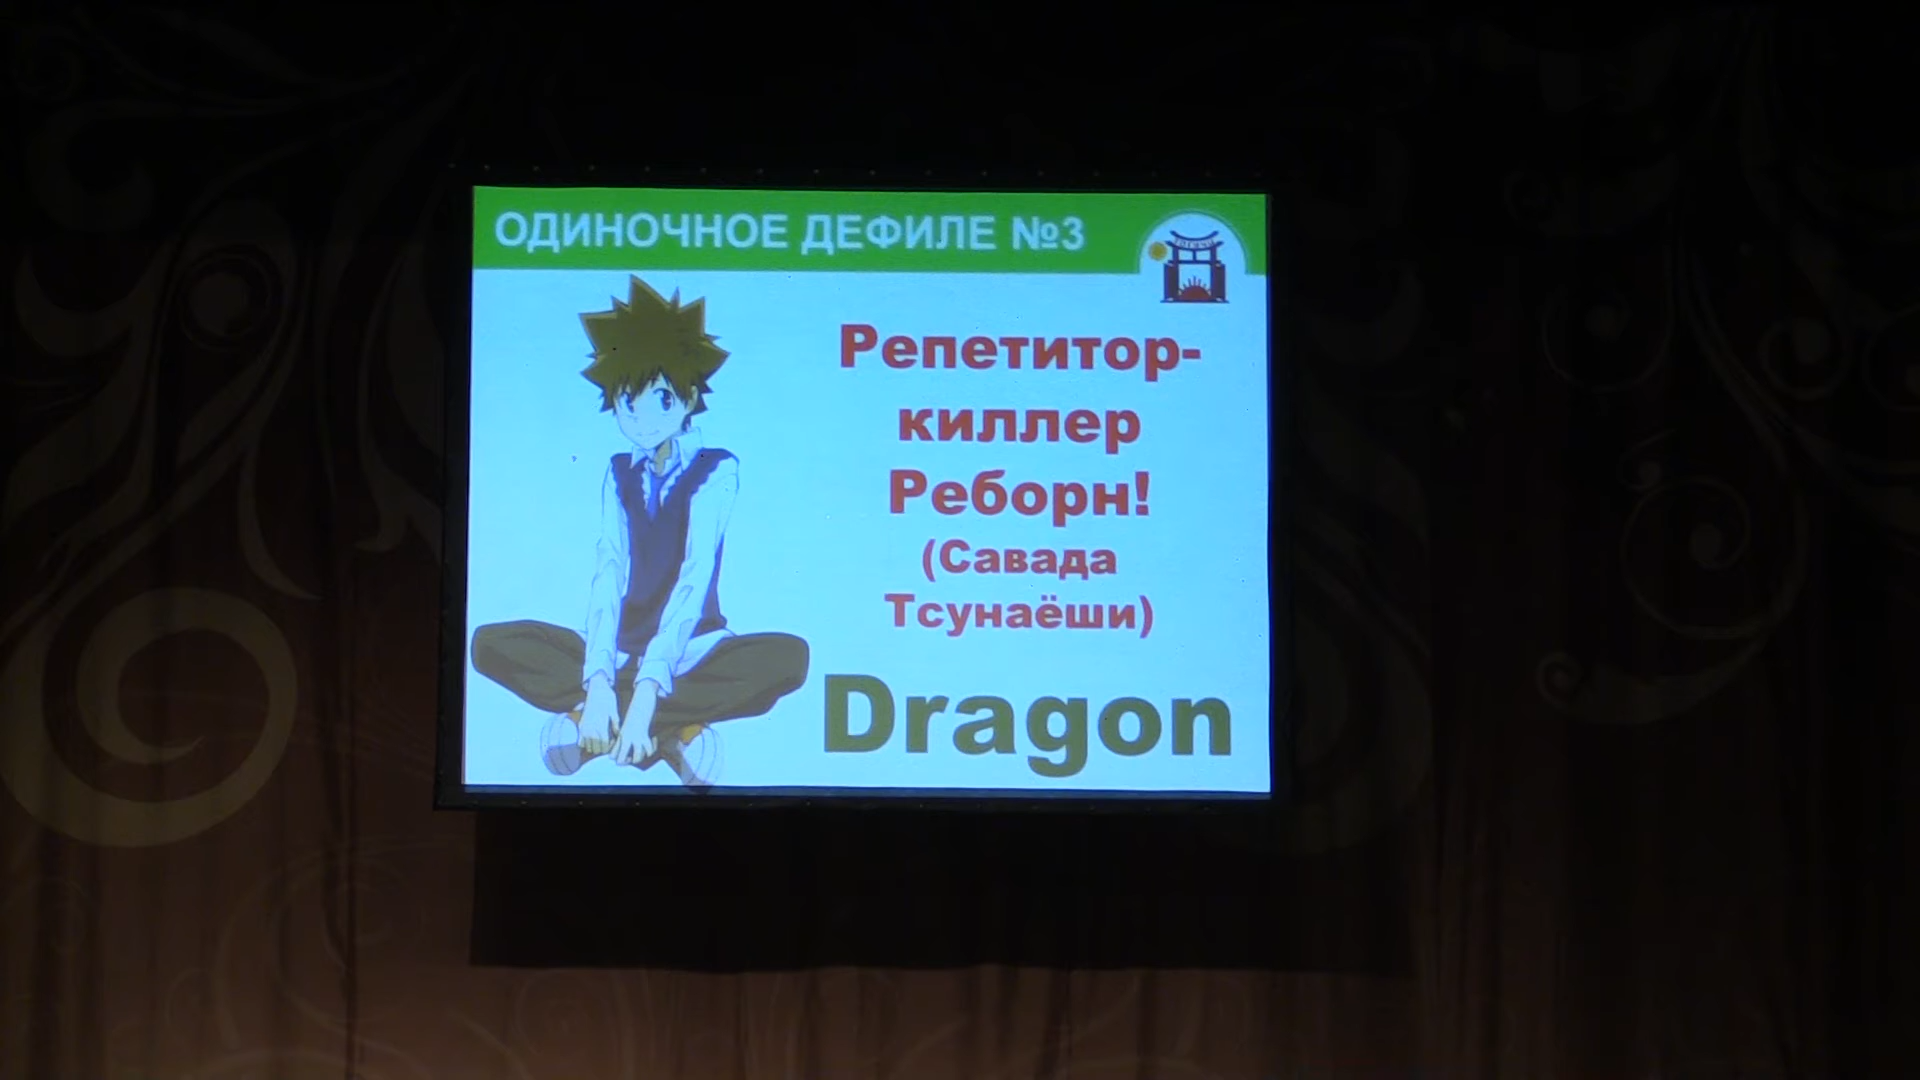 ОДИНОЧНОЕ ДЕФИЛЕ №3
Репетитор-
киллер
Реборн!
(Савада
Тсунаёши)
Dragon